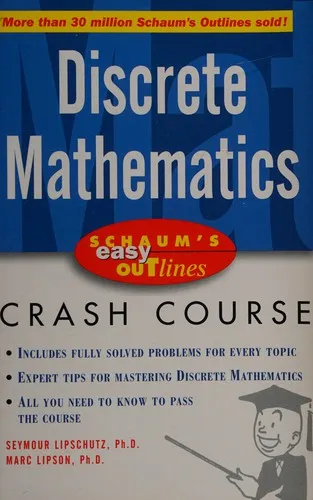 More than 30 million Schaum's Outlines sold!
Discrete
Mathematics
SCHAUM'S
easy
OUTlines
CRASH COURSE
• INCLUDES FULLY SOLVED PROBLEMS FOR EVERY TOPIC
• EXPERT TIPS FOR MASTERING DISCRETE MATHEMATICS
• ALL YOU NEED TO KNOW TO PASS
THE COURSE
SEYMOUR LIPSCHUTZ, Ph.D.
MARC LIPSON, Ph.D.